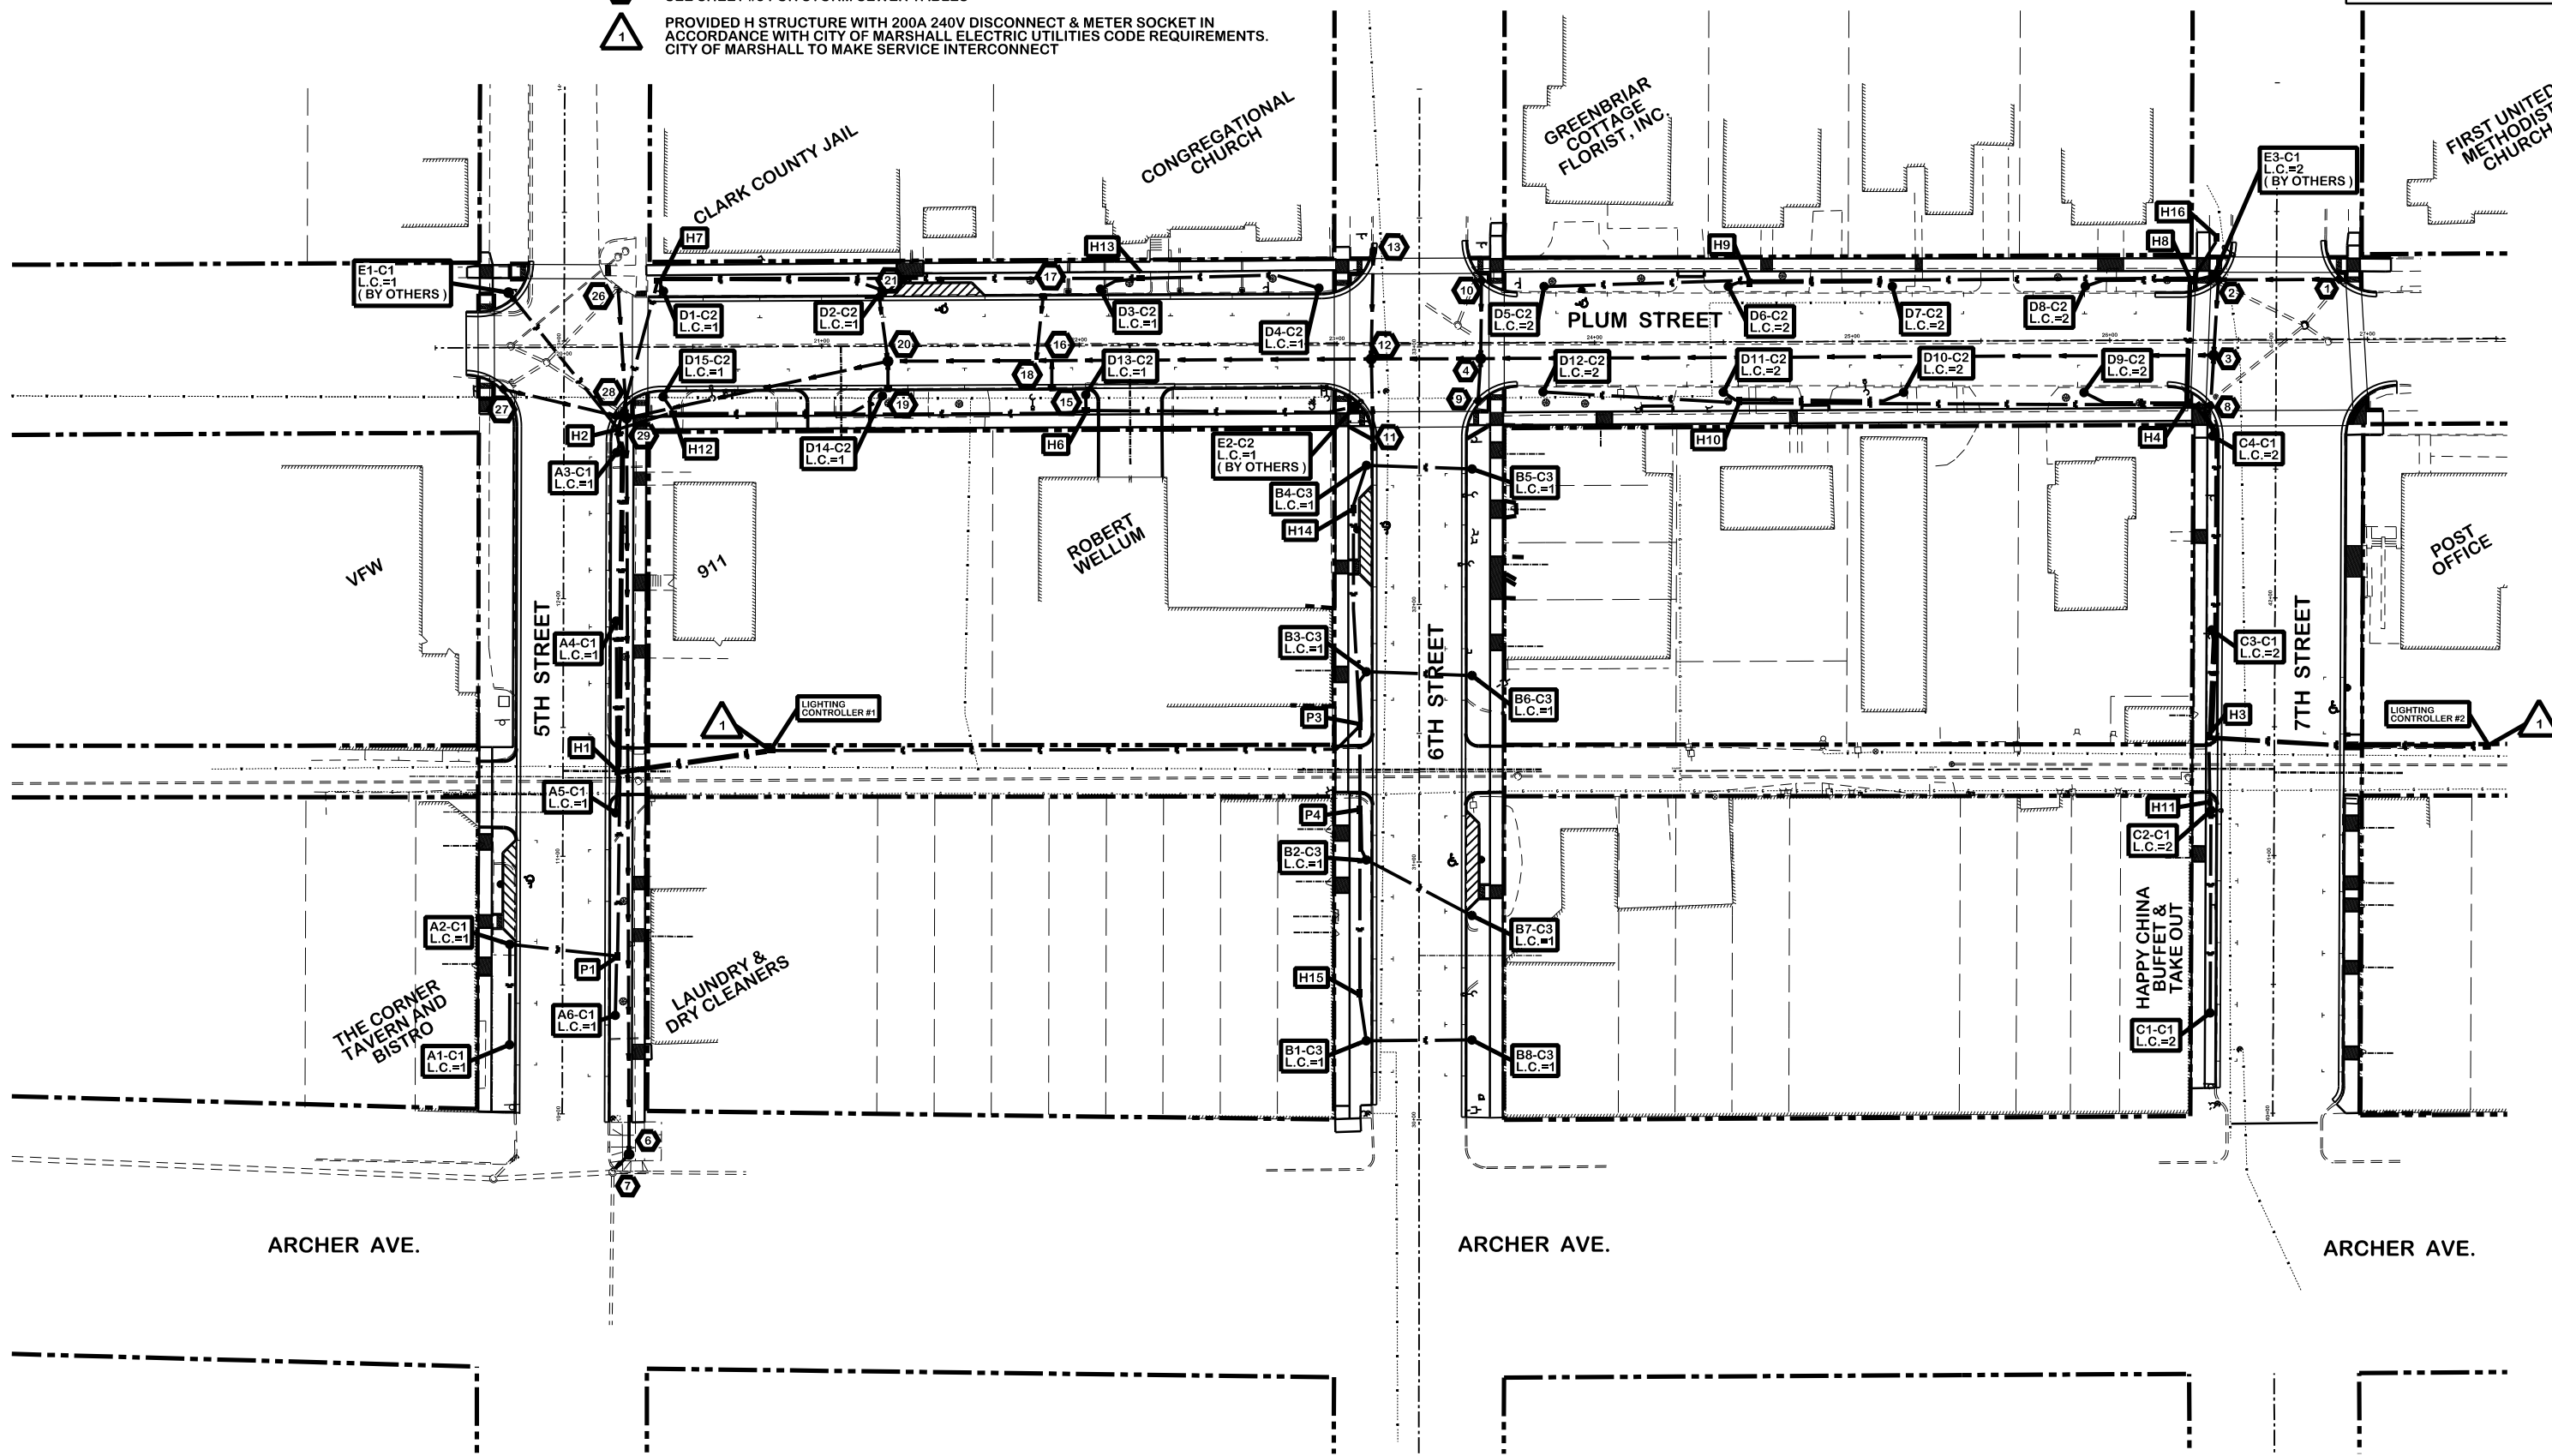 PROVIDED H STRUCTURE WITH 200A 240V DISCONNECT & METER SOCKET IN
ACCORDANCE WITH CITY OF MARSHALL ELECTRIC UTILITIES CODE REQUIREMENTS.
CITY OF MARSHALL TO MAKE SERVICE INTERCONNECT
1
CLARK COUNTY JAIL
CONGREGATIONAL
CHURCH
GREENBRIAR
COTTAGE
FLORIST, INC.
FIRST UNITED
METHODIST
CHURCH
E3-C1
L.C.=2
( BY OTHERS )
H16
H8
H7
H13
H9
13
E1-C1
L.C.=1
( BY OTHERS )
26
21
17
10
2
1
D1-C2
L.C.=1
D2-C2
L.C.=1
D3-C2
L.C.=1
D4-C2
L.C.=1
D5-C2
L.C.=2
PLUM STREET
D6-C2
L.C.=2
D7-C2
L.C.=2
D8-C2
L.C.=2
20
16
12
3
D15-C2
L.C.=1
18
D13-C2
L.C.=1
4
D12-C2
L.C.=2
D11-C2
L.C.=2
D10-C2
L.C.=2
D9-C2
L.C.=2
28
27
19
15
9
8
H2
29
H12
D14-C2
L.C.=1
H6
E2-C2
L.C.=1
( BY OTHERS )
11
H10
H4
C4-C1
L.C.=2
A3-C1
L.C.=1
B4-C3
L.C.=1
B5-C3
L.C.=1
H14
VFW
911
ROBERT
WELLUM
POST
OFFICE
5TH STREET
6TH STREET
7TH STREET
A4-C1
L.C.=1
B3-C3
L.C.=1
C3-C1
L.C.=2
B6-C3
L.C.=1
LIGHTING
CONTROLLER #1
1
P3
H3
LIGHTING
CONTROLLER #2
1
H1
A5-C1
L.C.=1
P4
H11
B2-C3
L.C.=1
C2-C1
L.C.=2
A2-C1
L.C.=1
B7-C3
L.C.=1
P1
H15
HAPPY CHINA
BUFFET &
TAKE OUT
LAUNDRY &
DRY CLEANERS
THE CORNER
TAVERN AND
BISTRO
A6-C1
L.C.=1
A1-C1
L.C.=1
B1-C3
L.C.=1
B8-C3
L.C.=1
C1-C1
L.C.=2
6
7
ARCHER AVE.
ARCHER AVE.
ARCHER AVE.